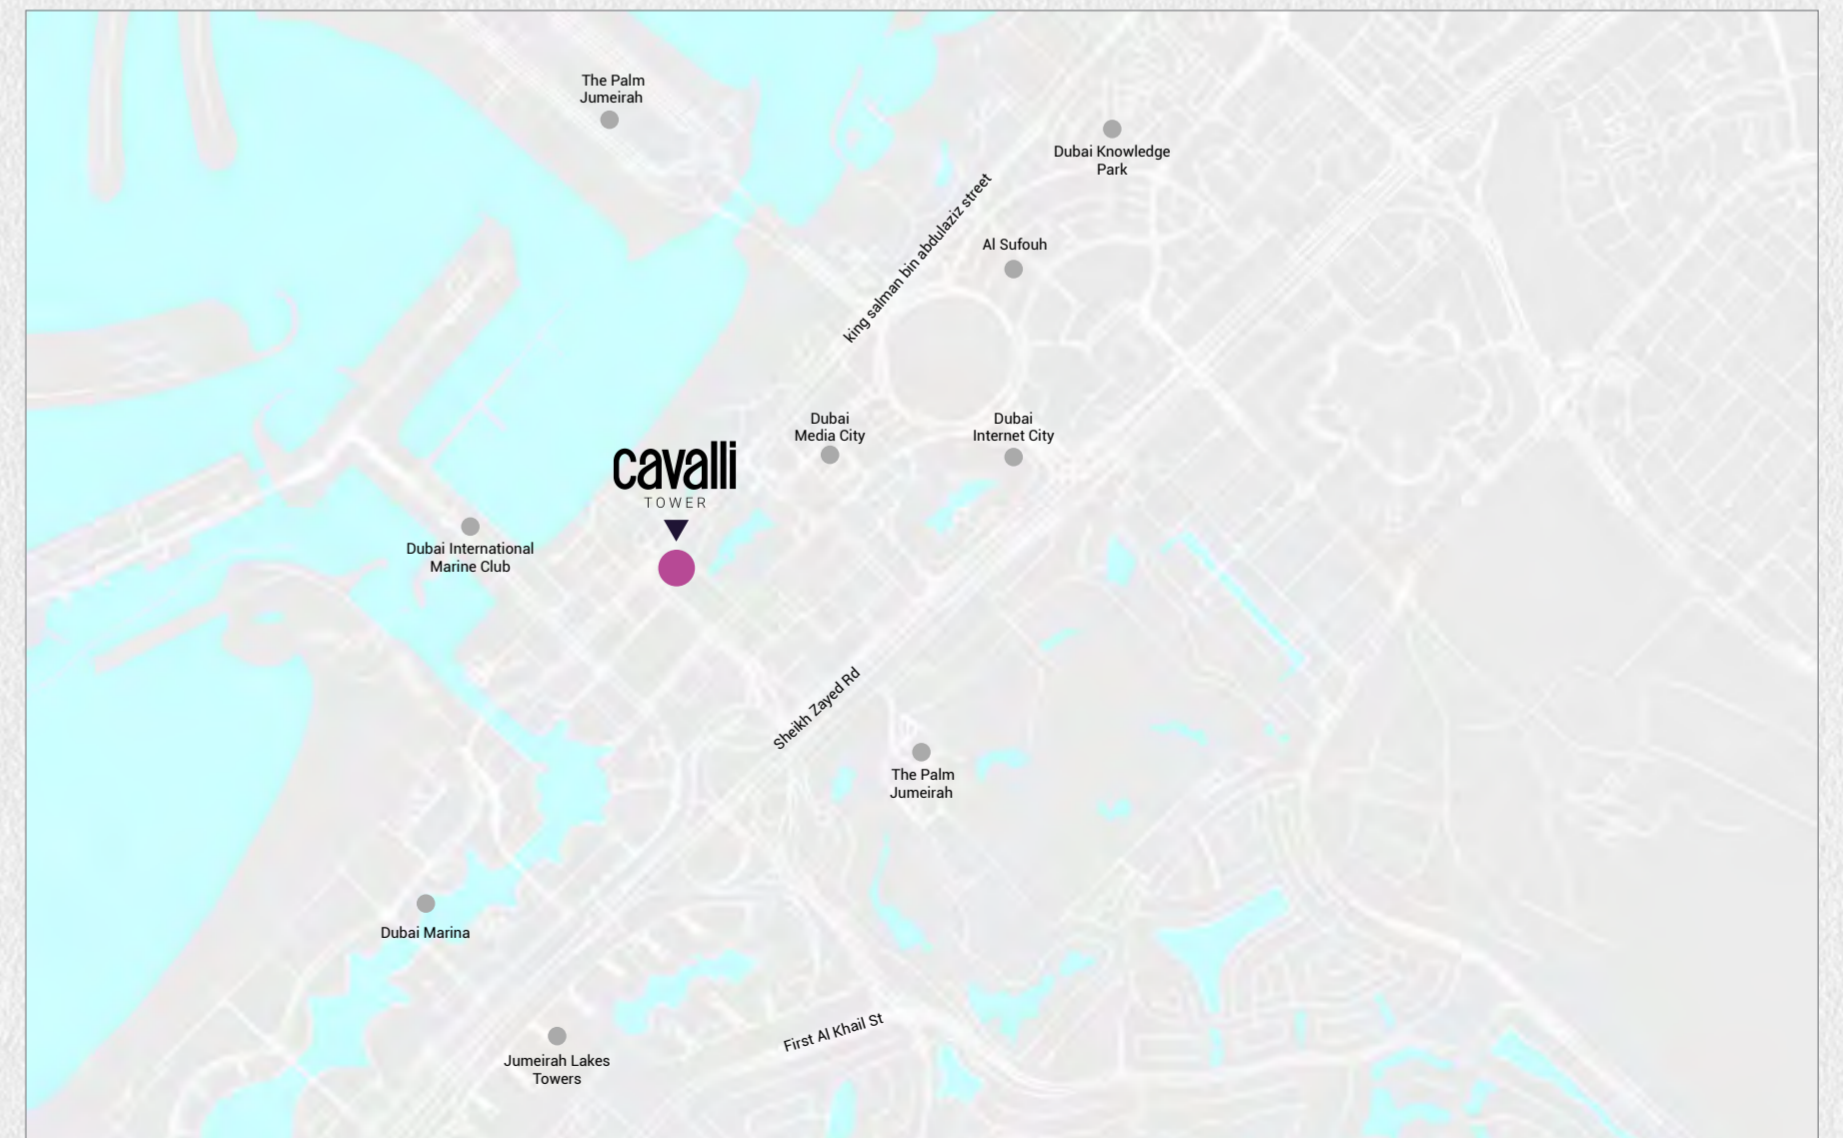 The Palm
Jumeirah
Dubai Knowledge
Park
king salman bin abdulaziz street
Al Sufouh
Dubai
Media City
Dubai
Internet City
cavalli
TOWER
Dubai International
Marine Club
Sheikh Zayed Rd
The Palm
Jumeirah
Dubai Marina
First Al Khail St
Jumeirah Lakes
Towers